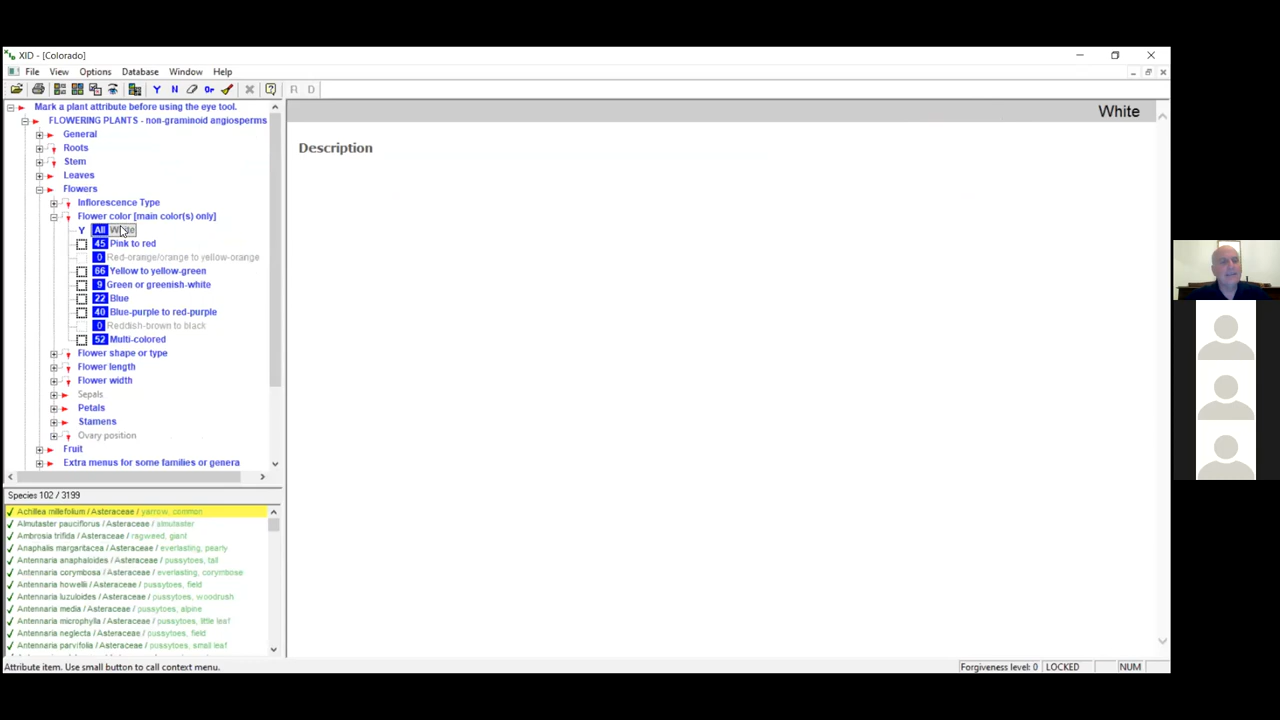 XID - [Colorado]
File View Options Database Window Help
Y N Or R D
Mark a plant attribute before using the eye tool.
FLOWERING PLANTS - non-graminoid angiosperms
General
Roots
Stem
Leaves
Flowers
Inflorescence Type
Flower color [main color(s) only]
Y All White
45 Pink to red
0 Red-orange/orange to yellow-orange
66 Yellow to yellow-green
9 Green or greenish-white
22 Blue
40 Blue-purple to red-purple
0 Reddish-brown to black
52 Multi-colored
Flower shape or type
Flower length
Flower width
Sepals
Petals
Stamens
Ovary position
Fruit
Extra menus for some families or genera
White
Description
Species 102 / 3199
Achillea millefolium / Asteraceae / yarrow, common
Almutaster pauciflorus / Asteraceae / almutaster
Ambrosia trifida / Asteraceae / ragweed, giant
Anaphalis margaritacea / Asteraceae / everlasting, pearly
Antennaria anaphaloides / Asteraceae / pussytoes, tall
Antennaria corymbosa / Asteraceae / everlasting, corymbose
Antennaria howellii / Asteraceae / pussytoes, field
Antennaria luzuloides / Asteraceae / pussytoes, woodrush
Antennaria media / Asteraceae / pussytoes, alpine
Antennaria microphylla / Asteraceae / pussytoes, little leaf
Antennaria neglecta / Asteraceae / pussytoes, field
Antennaria parvifolia / Asteraceae / pussytoes, small leaf
Attribute item. Use small button to call context menu.
Forgiveness level: 0 LOCKED NUM